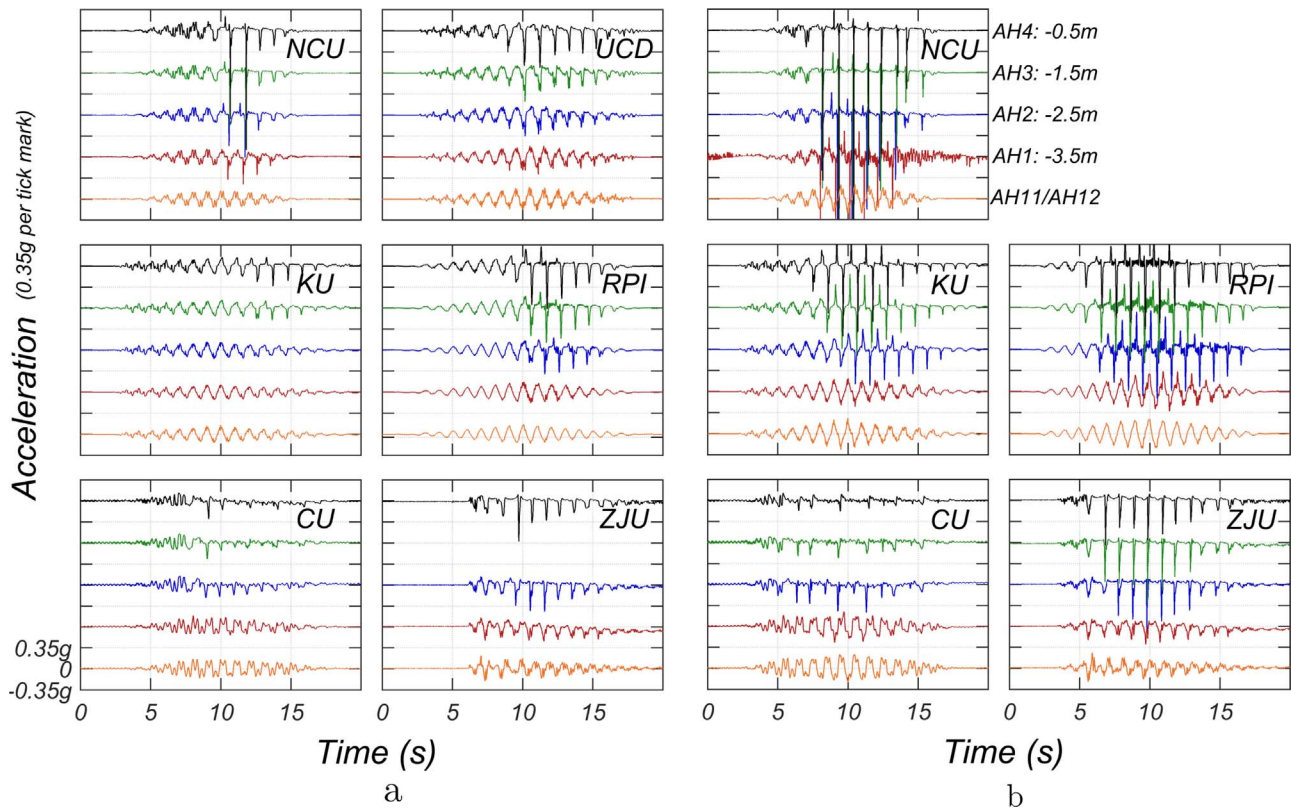 NCU
UCD
NCU
AH4: -0.5m
AH3: -1.5m
AH2: -2.5m
AH1: -3.5m
AH11/AH12
Acceleration (0.35g per tick mark)
KU
RPI
KU
RPI
CU
ZJU
CU
ZJU
0.35g
0
-0.35g
0 5 10 15
0 5 10 15
0 5 10 15
0 5 10 15
Time (s)
Time (s)
a
b